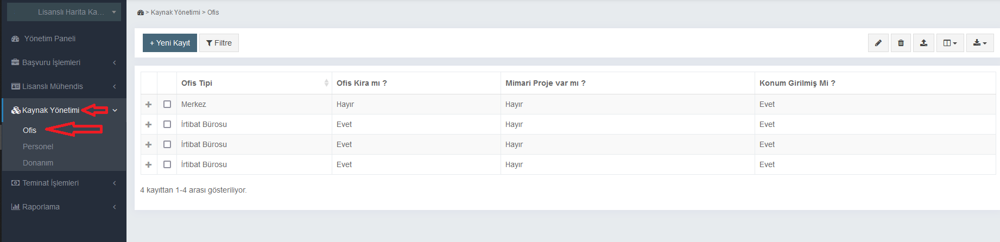 Lisanslı Harita Ka...
Yönetim Paneli
Başvuru İşlemleri
Lisanslı Mühendis
Kaynak Yönetimi
Ofis
Personel
Donanım
Teminat İşlemleri
Raporlama
> Kaynak Yönetimi > Ofis
+ Yeni Kayıt Filtre
Ofis Tipi Ofis Kira mı ? Mimari Proje var mı ? Konum Girilmiş Mi ?
Merkez Hayır Hayır Evet
İrtibat Bürosu Evet Hayır Evet
İrtibat Bürosu Evet Hayır Evet
İrtibat Bürosu Evet Hayır Evet
4 kayıttan 1-4 arası gösteriliyor.